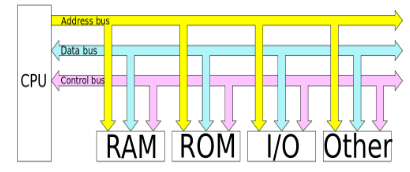 Address bus
Data bus
Control bus
CPU
RAM
ROM
I/O
Other